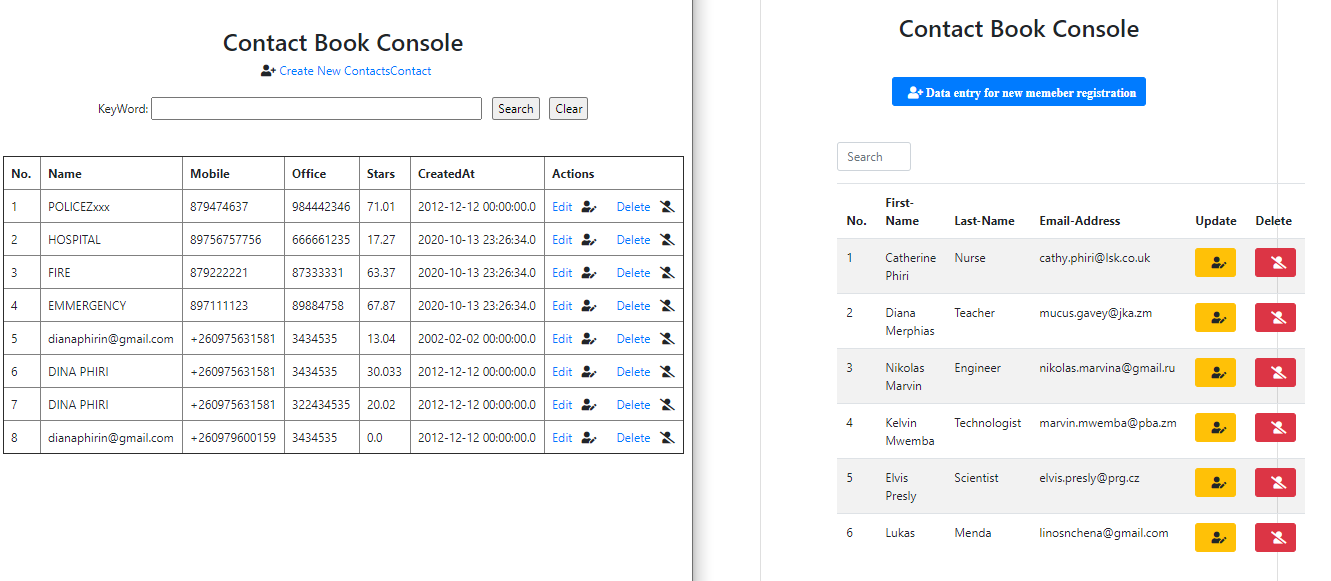 Contact Book Console
Create New ContactsContact
KeyWord: Search Clear
No. Name Mobile Office Stars CreatedAt Actions
1 POLICEZxxx 879474637 984442346 71.01 2012-12-12 00:00:00.0 Edit Delete
2 HOSPITAL 89756757756 666661235 17.27 2020-10-13 23:26:34.0 Edit Delete
3 FIRE 879222221 87333331 63.37 2020-10-13 23:26:34.0 Edit Delete
4 EMMERGENCY 897111123 89884758 67.87 2020-10-13 23:26:34.0 Edit Delete
5 dianaphirin@gmail.com +260975631581 3434535 13.04 2002-02-02 00:00:00.0 Edit Delete
6 DINA PHIRI +260975631581 3434535 30.033 2012-12-12 00:00:00.0 Edit Delete
7 DINA PHIRI +260975631581 322434535 20.02 2012-12-12 00:00:00.0 Edit Delete
8 dianaphirin@gmail.com +260979600159 3434535 0.0 2012-12-12 00:00:00.0 Edit Delete
Contact Book Console
Data entry for new memeber registration
Search
First-
No. Name Last-Name Email-Address Update Delete
1 Catherine Nurse cathy.phiri@lsk.co.uk
Phiri
2 Diana Teacher mucus.gavey@jka.zm
Merphias
3 Nikolas Engineer nikolas.marvina@gmail.ru
Marvin
4 Kelvin Technologist marvin.mwemba@pba.zm
Mwemba
5 Elvis Scientist elvis.presly@prg.cz
Presly
6 Lukas Menda linosnchena@gmail.com